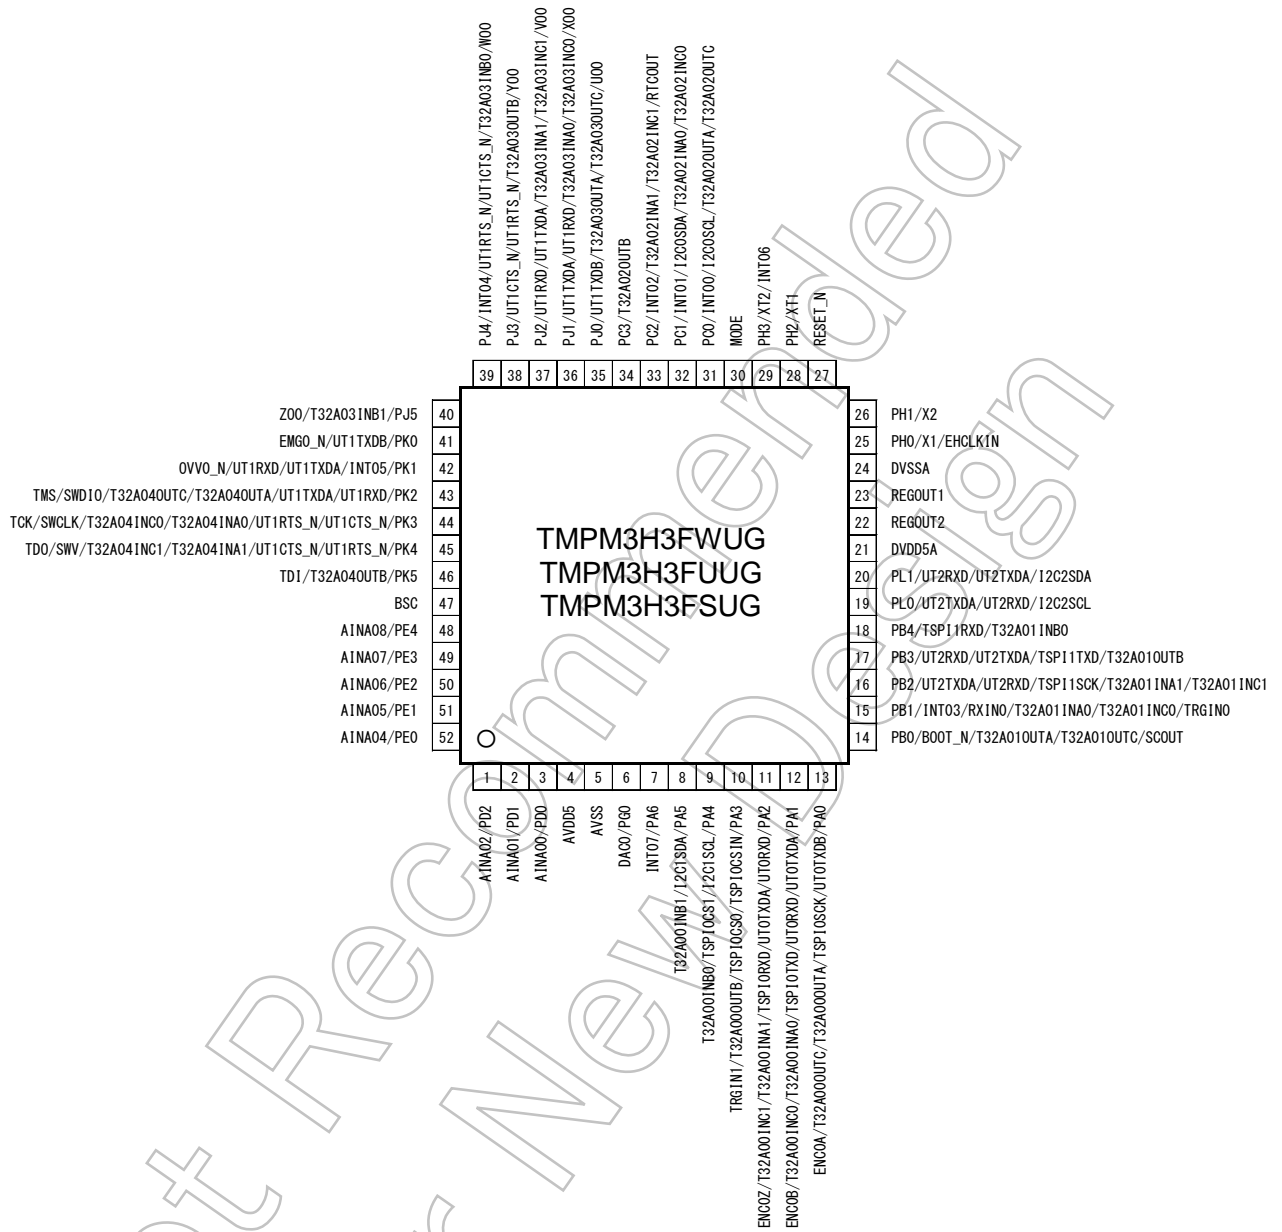 PJ4/INT04/UT1RTS_N/UT1CTS_N/T32A03INB0/WO0
PJ3/UT1CTS_N/UT1RTS_N/T32A03OUTB/YO0
PJ2/UT1RXD/UT1TXDA/T32A03INA1/T32A03INC1/VO0
PJ1/UT1TXDA/UT1RXD/T32A03INA0/T32A03INC0/XO0
PJ0/UT1TXDB/T32A03OUTA/T32A03OUTC/UO0
PC3/T32A02OUTB
PC2/INT02/T32A02INA1/T32A02INC1/RTCOUT
PC1/INT01/I2C0SDA/T32A02INA0/T32A02INC0
PC0/INT00/I2C0SCL/T32A02OUTA/T32A02OUTC
MODE
PH3/XT2/INT06
PH2/XT1
RESET_N
39 38 37 36 35 34 33 32 31 30 29 28 27
ZO0/T32A03INB1/PJ5 40
EMG0_N/UT1TXDB/PK0 41
OVV0_N/UT1RXD/UT1TXDA/INT05/PK1 42
TMS/SWDIO/T32A04OUTC/T32A04OUTA/UT1TXDA/UT1RXD/PK2 43
TCK/SWCLK/T32A04INC0/T32A04INA0/UT1RTS_N/UT1CTS_N/PK3 44
TDO/SWV/T32A04INC1/T32A04INA1/UT1CTS_N/UT1RTS_N/PK4 45
TDI/T32A04OUTB/PK5 46
BSC 47
AINA08/PE4 48
AINA07/PE3 49
AINA06/PE2 50
AINA05/PE1 51
AINA04/PE0 52
TMPM3H3FWUG
TMPM3H3FUUG
TMPM3H3FSUG
26 PH1/X2
25 PH0/X1/EHCLKIN
24 DVSSA
23 REGOUT1
22 REGOUT2
21 DVDD5A
20 PL1/UT2RXD/UT2TXDA/I2C2SDA
19 PL0/UT2TXDA/UT2RXD/I2C2SCL
18 PB4/TSPI1RXD/T32A01INB0
17 PB3/UT2RXD/UT2TXDA/TSPI1TXD/T32A01OUTB
16 PB2/UT2TXDA/UT2RXD/TSPI1SCK/T32A01INA1/T32A01INC1
15 PB1/INT03/RXIN0/T32A01INA0/T32A01INC0/TRGIN0
14 PB0/BOOT_N/T32A01OUTA/T32A01OUTC/SCOUT
1 2 3 4 5 6 7 8 9 10 11 12 13
AINA02/PD2
AINA01/PD1
AINA00/PD0
AVDD5
AVSS
DAC0/PG0
INT07/PA6
T32A00INB1/I2C1SDA/PA5
T32A00INB0/TSPI0CS1/I2C1SCL/PA4
TRGIN1/T32A00OUTB/TSPI0CS0/TSPI0CSIN/PA3
ENC0Z/T32A00INC1/T32A00INA1/TSPI0RXD/UT0TXDA/UT0RXD/PA2
ENC0B/T32A00INC0/T32A00INA0/TSPI0TXD/UT0RXD/UT0TXDA/PA1
ENC0A/T32A00OUTC/T32A00OUTA/TSPI0SCK/UT0TXDB/PA0
ot Recommended
r New Design